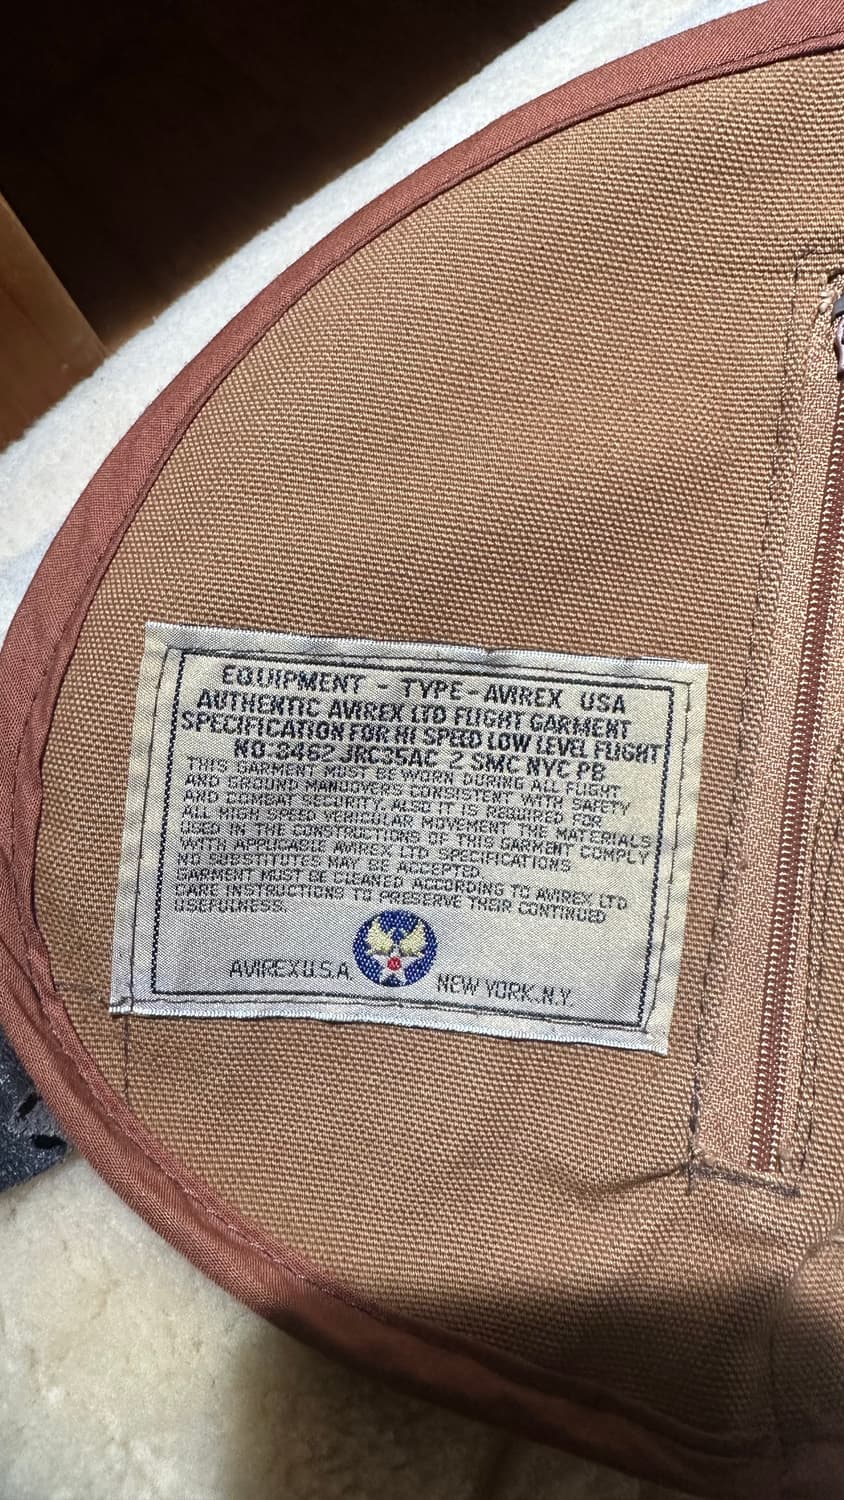 EQUIPMENT - TYPE - AVIREX USA
AUTHENTIC AVIREX LTD FLIGHT GARMENT
SPECIFICATION FOR HI SPEED LOW LEVEL FLIGHT
NO: 3462 JRC35AC 2 SMC NYC PB
THIS GARMENT MUST BE WORN DURING ALL FLIGHT
AND GROUND MANUOVERS CONSISTENT WITH SAFETY
AND COMBAT SECURITY, ALSO IT IS REQUIRED FOR
ALL HIGH SPEED VEHICULAR MOVEMENT THE MATERIALS
USED IN THE CONSTRUCTIONS OF THIS GARMENT COMPLY
WITH APPLICABLE AVIREX LTD SPECIFICATIONS
NO SUBSTITUTES MAY BE ACCEPTED.
GARMENT MUST BE CLEANED ACCORDING TO AVIREX LTD
CARE INSTRUCTIONS TO PRESERVE THEIR CONTINUED
USEFULNESS.
AVIREX U.S.A. NEW YORK. N.Y.